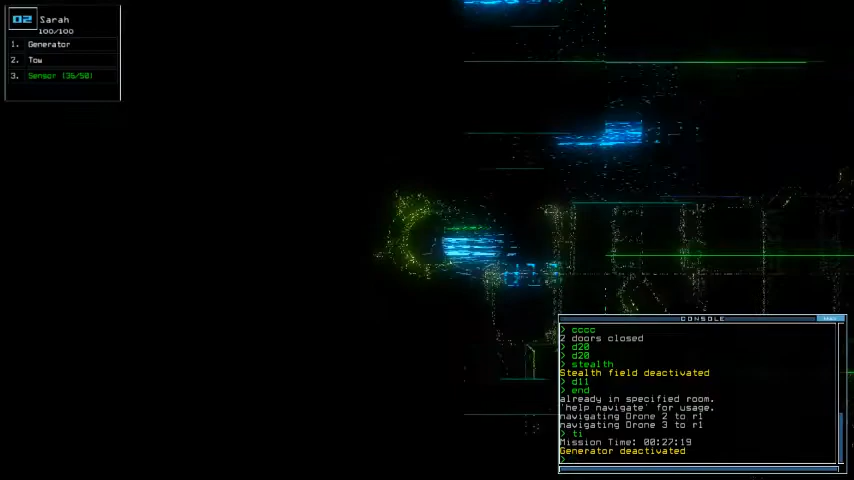 02 Sarah
100/100
1. Generator
2. Tow
3. Sensor (36/50)
CONSOLE
> cccc
2 doors closed
> d20
> d20
> stealth
Stealth field deactivated
> d11
> end
already in specified room.
'help navigate' for usage.
navigating Drone 2 to r1
navigating Drone 3 to r1
> ti
Mission Time: 00:27:19
Generator deactivated
>